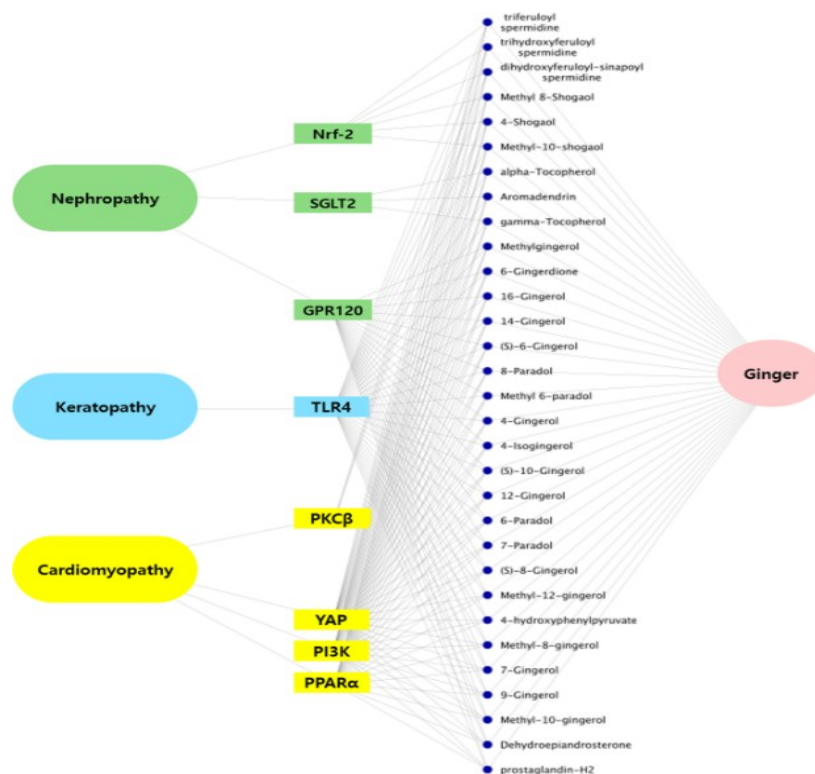 triferuloyl
spermidine
trihydroxyferuloyl
spermidine
dihydroxyferuloyl-sinapoyl
spermidine
Methyl 8-Shogaol
4-Shogaol
Methyl-10-shogaol
alpha-Tocopherol
Aromadendrin
gamma-Tocopherol
Methylgingerol
6-Gingerdione
16-Gingerol
14-Gingerol
(S)-6-Gingerol
8-Paradol
Methyl 6-paradol
4-Gingerol
4-Isogingerol
(S)-10-Gingerol
12-Gingerol
6-Paradol
7-Paradol
(S)-8-Gingerol
Methyl-12-gingerol
4-hydroxyphenylpyruvate
Methyl-8-gingerol
7-Gingerol
9-Gingerol
Methyl-10-gingerol
Dehydroepiandrosterone
prostaglandin-H2
Nrf-2
SGLT2
GPR120
TLR4
PKCβ
YAP
PI3K
PPARα
Nephropathy
Keratopathy
Cardiomyopathy
Ginger